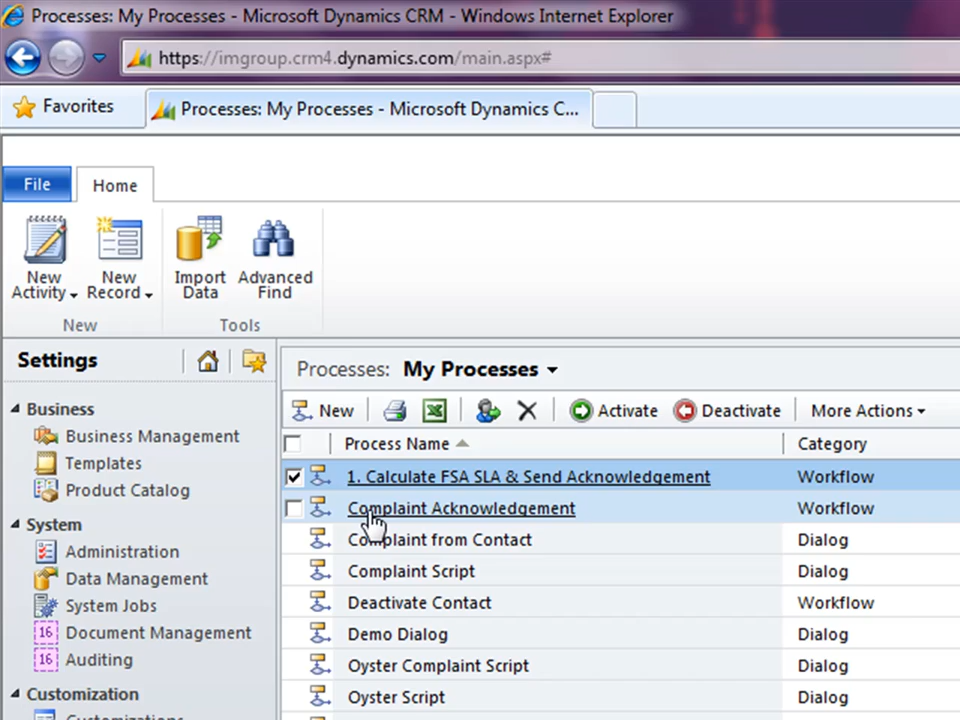 Processes: My Processes - Microsoft Dynamics CRM - Windows Internet Explorer
https://imgroup.crm4.dynamics.com/main.aspx#
Favorites
Processes: My Processes - Microsoft Dynamics C...
File
Home
New Activity
New Record
Import Data
Advanced Find
New
Tools
Settings
Processes: My Processes
New
Activate
Deactivate
More Actions
Process Name
Category
1. Calculate FSA SLA & Send Acknowledgement
Workflow
Complaint Acknowledgement
Workflow
Complaint from Contact
Dialog
Complaint Script
Dialog
Deactivate Contact
Workflow
Demo Dialog
Dialog
Oyster Complaint Script
Dialog
Oyster Script
Dialog
Business
Business Management
Templates
Product Catalog
System
Administration
Data Management
System Jobs
16 Document Management
16 Auditing
Customization
Customizations